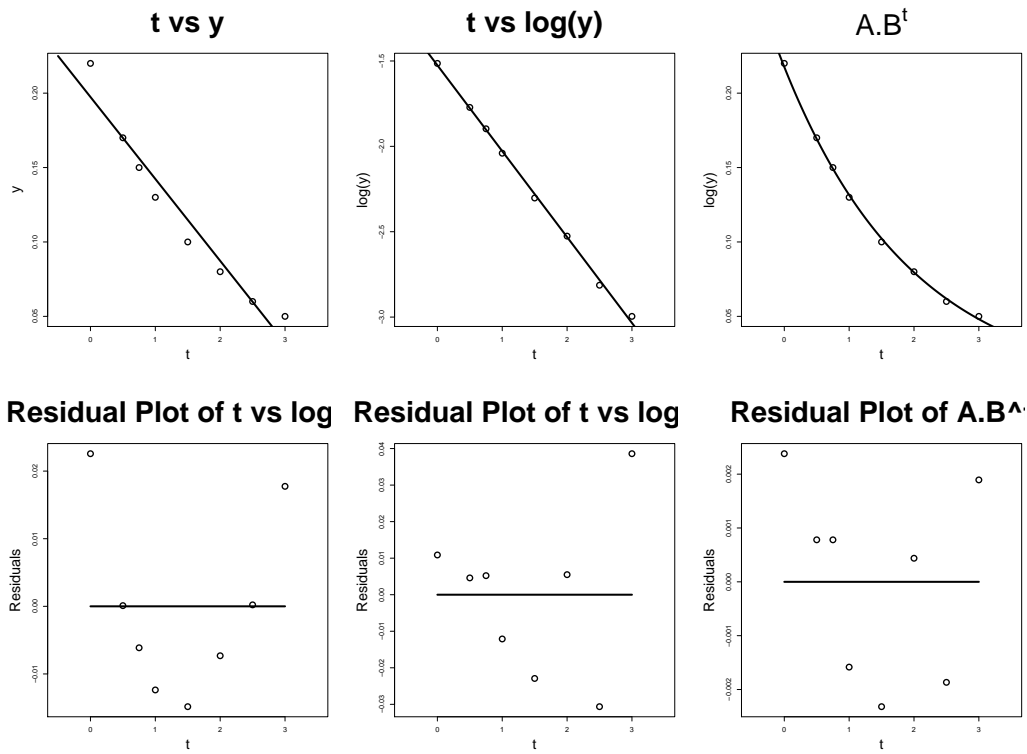 t vs y
0.20
0.15
0.10
0.05
y
0
1
2
3
t
t vs log(y)
−1.5
−2.0
−2.5
−3.0
log(y)
0
1
2
3
t
A.B^t
0.20
0.15
0.10
0.05
log(y)
0
1
2
3
t
Residual Plot of t vs log
0.02
0.01
0.00
−0.01
Residuals
0
1
2
3
t
Residual Plot of t vs log
0.04
0.03
0.02
0.01
0.00
−0.01
−0.02
−0.03
Residuals
0
1
2
3
t
Residual Plot of A.B^
0.002
0.001
0.000
−0.001
−0.002
Residuals
0
1
2
3
t